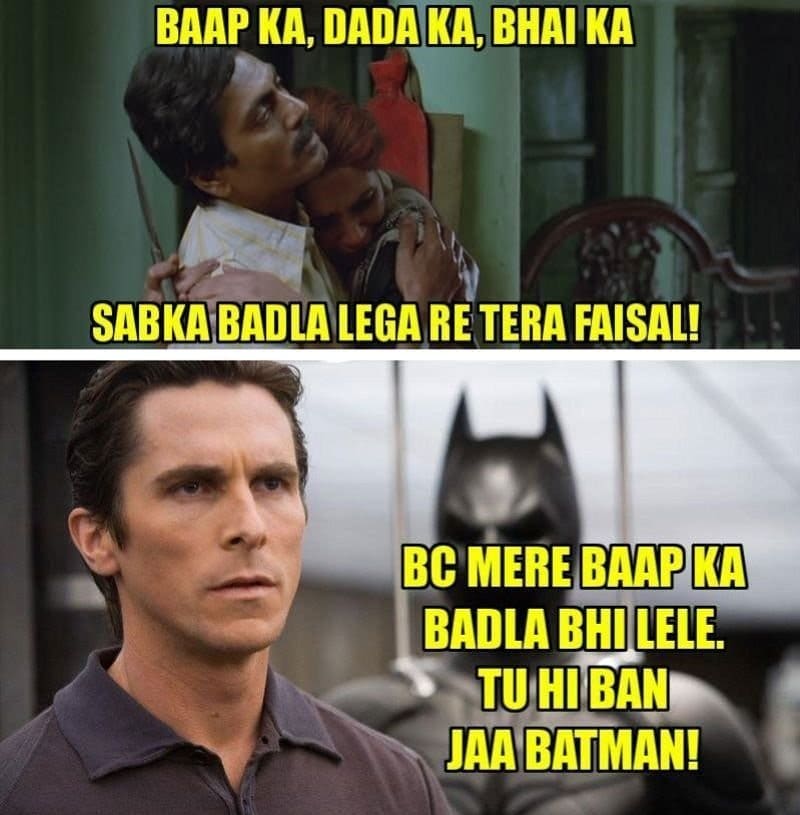 BAAP KA, DADA KA, BHAI KA
SABKA BADLA LEGA RE TERA FAISAL!
BC MERE BAAP KA
BADLA BHI LELE.
TU HI BAN
JAA BATMAN!